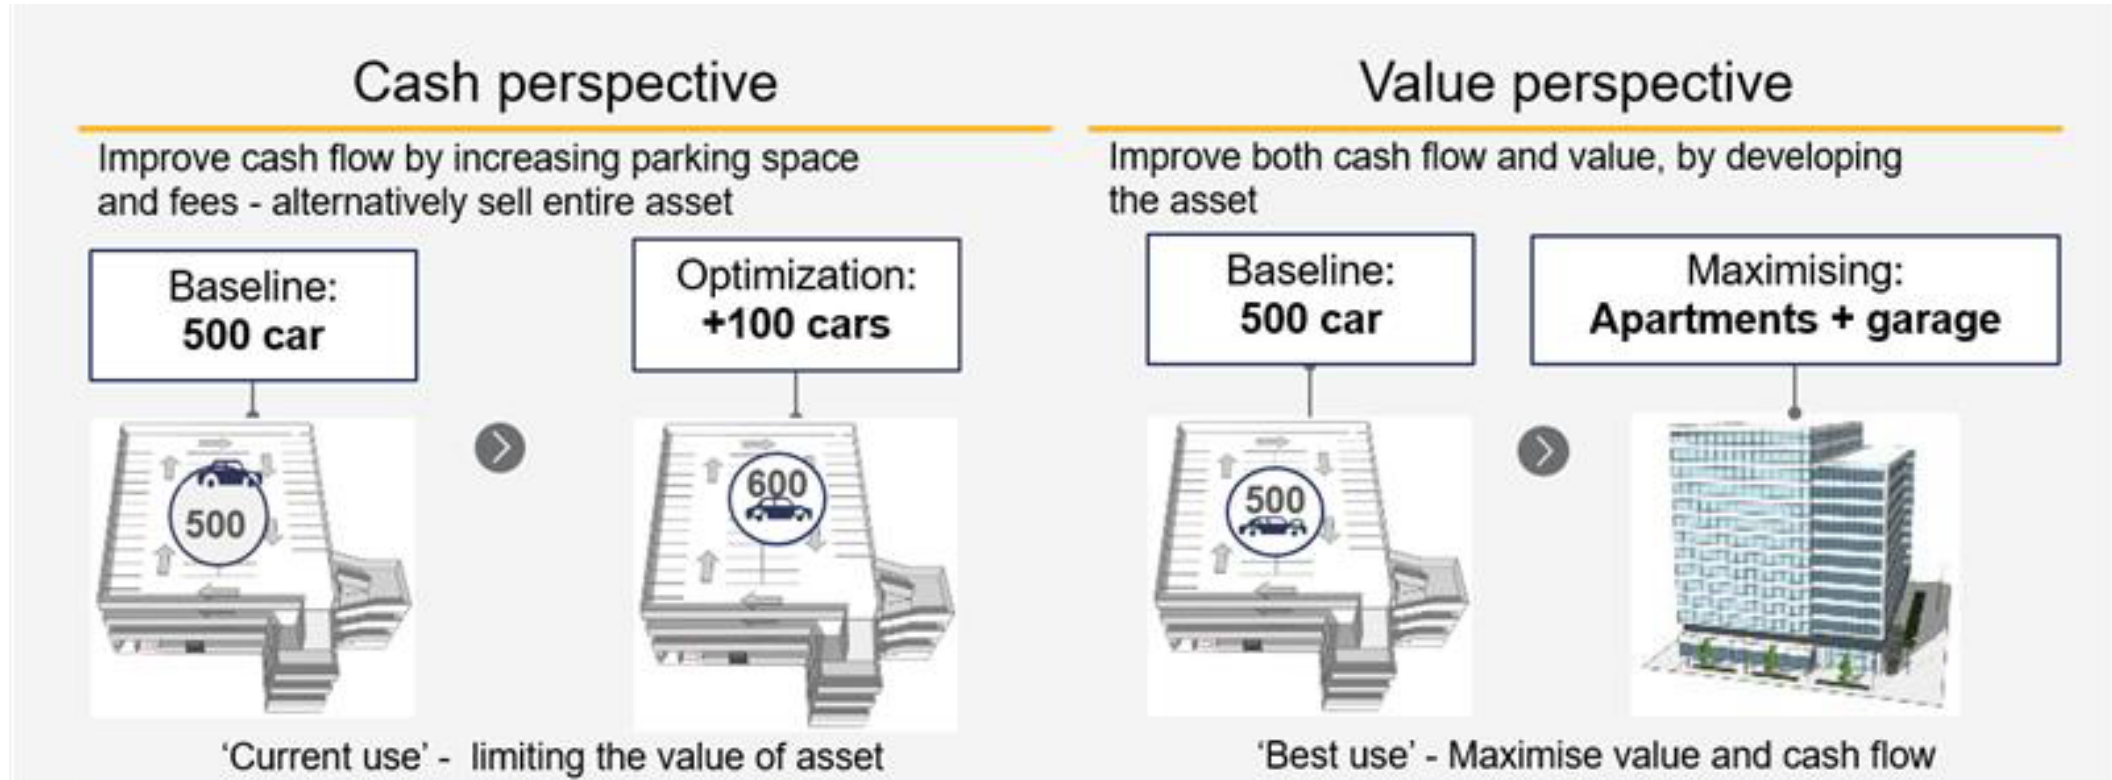 Cash perspective
Improve cash flow by increasing parking space
and fees - alternatively sell entire asset
Baseline:
500 car
Optimization:
+100 cars
500
600
‘Current use’ - limiting the value of asset
Value perspective
Improve both cash flow and value, by developing
the asset
Baseline:
500 car
Maximising:
Apartments + garage
500
‘Best use’ - Maximise value and cash flow